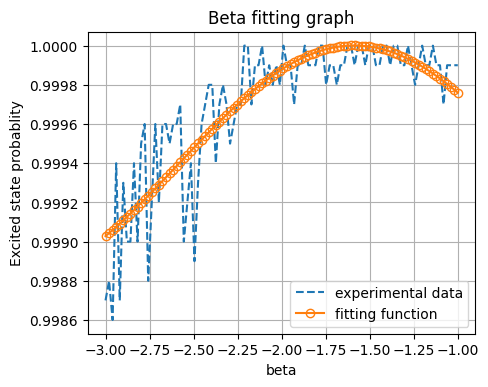 Beta fitting graph
Excited state probablity
1.0000
0.9998
0.9996
0.9994
0.9992
0.9990
0.9988
0.9986
experimental data
fitting function
−3.00 −2.75 −2.50 −2.25 −2.00 −1.75 −1.50 −1.25 −1.00
beta